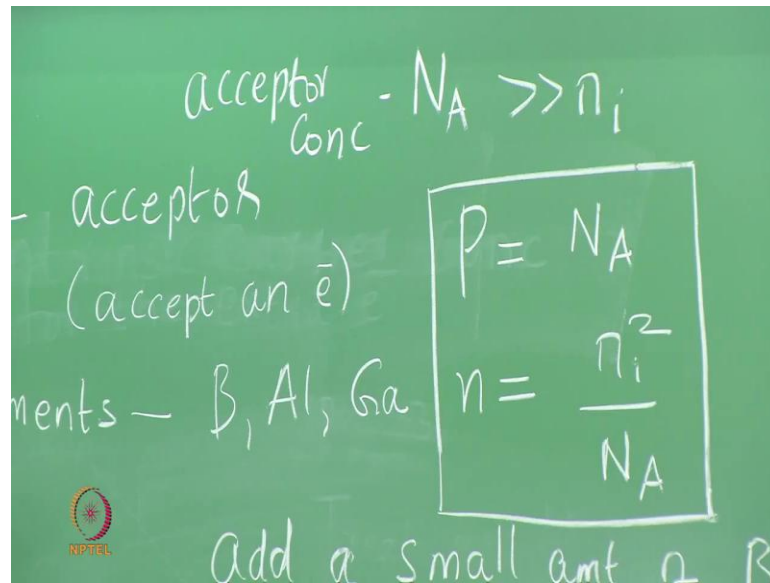 acceptor - N_A >> n_i
Conc
- acceptor
(accept an ē)
ments - B, Al, Ga
P = N_A
n = n_i^2 / N_A
NPTEL
Add a small amt